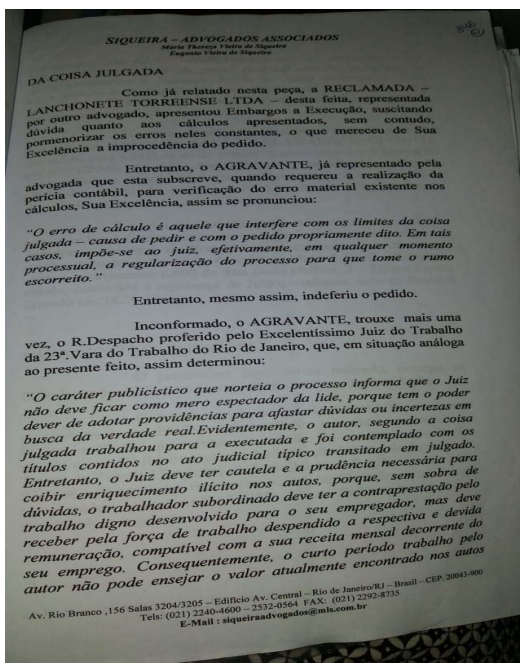 SIQUEIRA – ADVOGADOS ASSOCIADOS
Maria Thereza Vieira de Siqueira
Eugenio Vieira de Siqueira
DA COISA JULGADA
Como já relatado nesta peça, a RECLAMADA –
LANCHONETE TORREENSE LTDA – desta feita, representada
por outro advogado, apresentou Embargos a Execução, suscitando
dúvida quanto aos cálculos apresentados, sem contudo,
pormenorizar os erros neles constantes, o que mereceu de Sua
Excelência a improcedência do pedido.
Entretanto, o AGRAVANTE, já representado pela
advogada que esta subscreve, quando requereu a realização da
perícia contábil, para verificação do erro material existente nos
cálculos, Sua Excelência, assim se pronunciou:
"O erro de cálculo é aquele que interfere com os limites da coisa
julgada – causa de pedir e com o pedido propriamente dito. Em tais
casos, impõe-se ao juiz, efetivamente, em qualquer momento
processual, a regularização do processo para que tome o rumo
escorreito."
Entretanto, mesmo assim, indeferiu o pedido.
Inconformado, o AGRAVANTE, trouxe mais uma
vez, o R.Despacho proferido pelo Excelentissimo Juiz do Trabalho
da 23ª.Vara do Trabalho do Rio de Janeiro, que, em situação análoga
ao presente feito, assim determinou:
"O caráter publicístico que norteia o processo informa que o Juiz
não deve ficar como mero espectador da lide, porque tem o poder
dever de adotar providências para afastar dúvidas ou incertezas em
busca da verdade real.Evidentemente, o autor, segundo a coisa
julgada trabalhou para a executada e foi contemplado com os
títulos contidos no ato judicial típico transitado em julgado.
Entretanto, o Juiz deve ter cautela e a prudência necessária para
coibir enriquecimento ilícito nos autos, porque, sem sobra de
dúvidas, o trabalhador subordinado deve ter a contraprestação pelo
trabalho digno desenvolvido para o seu empregador, mas deve
receber pela força de trabalho despendido a respectiva e devida
remuneração, compatível com a sua receita mensal decorrente do
seu emprego. Consequentemente, o curto período trabalho pelo
autor não pode ensejar o valor atualmente encontrado nos autos
Av. Rio Branco ,156 Salas 3204/3205 – Edifício Av. Central – Rio de Janeiro/RJ – Brasil – CEP. 20043-900
Tels: (021) 2240-4600 – 2532-0564 FAX: (021) 2292-8735
E-Mail : siqueiraadvogados@mls.com.br